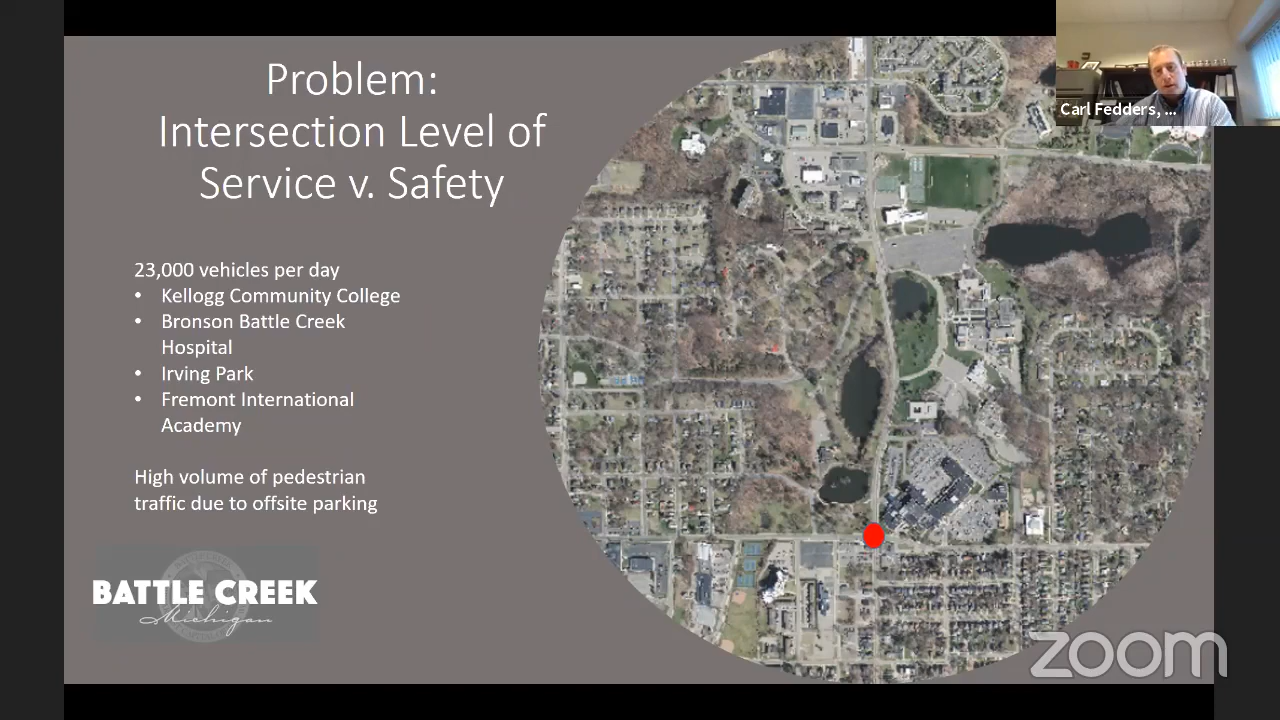 Problem:
Intersection Level of
Service v. Safety
23,000 vehicles per day
• Kellogg Community College
• Bronson Battle Creek
Hospital
• Irving Park
• Fremont International
Academy
High volume of pedestrian
traffic due to offsite parking
BATTLE CREEK
Michigan
Carl Fedders, ...
zoom